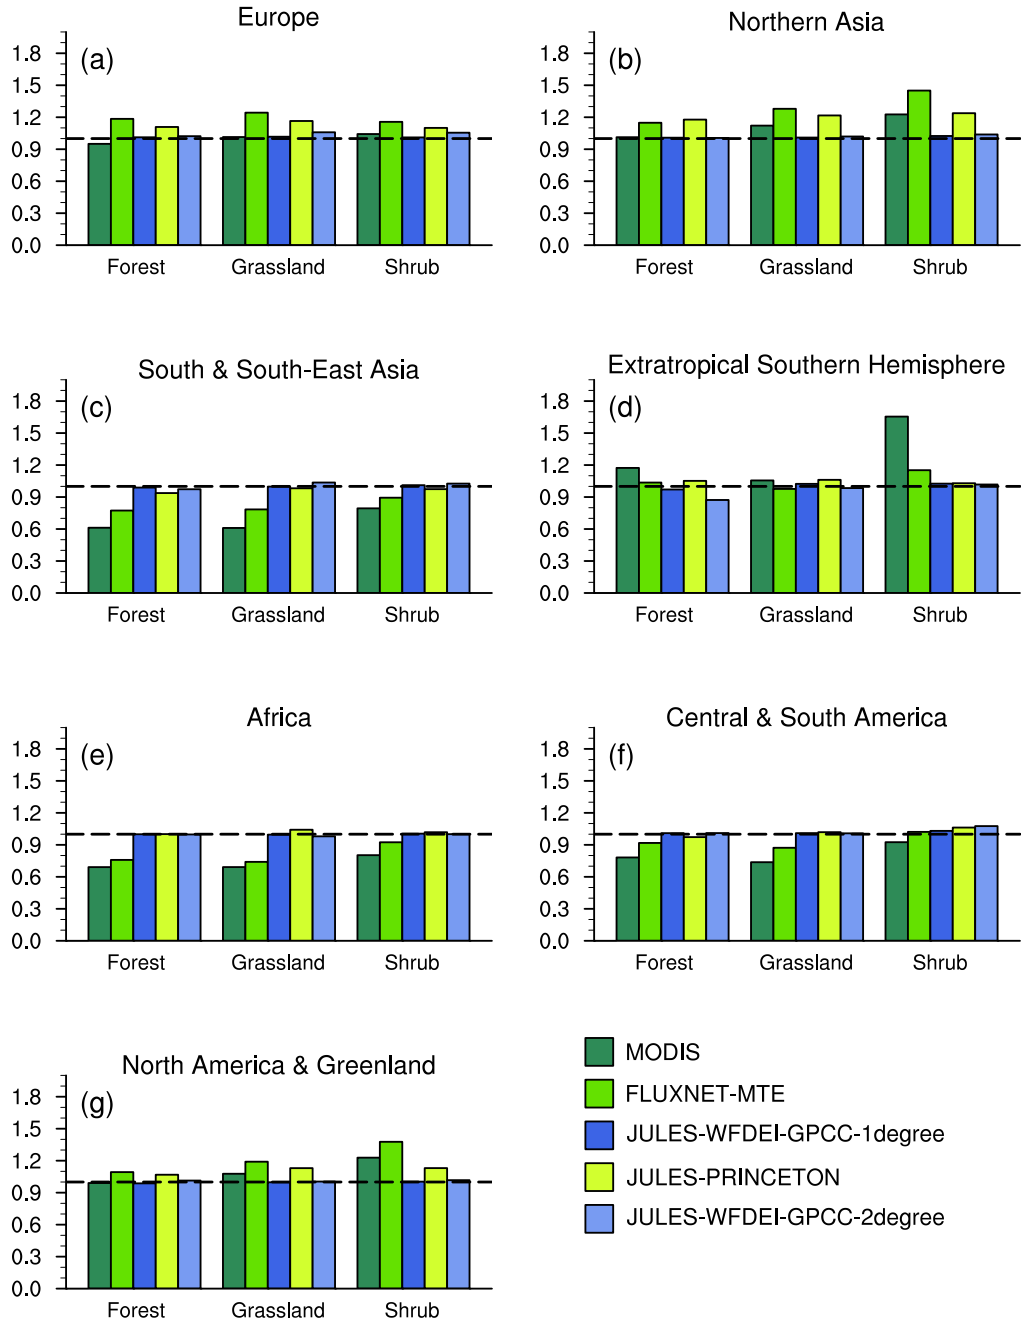 Europe
(a)
1.8
1.5
1.2
0.9
0.6
0.3
0.0
Forest Grassland Shrub
Northern Asia
(b)
1.8
1.5
1.2
0.9
0.6
0.3
0.0
Forest Grassland Shrub
South & South-East Asia
(c)
1.8
1.5
1.2
0.9
0.6
0.3
0.0
Forest Grassland Shrub
Extratropical Southern Hemisphere
(d)
1.8
1.5
1.2
0.9
0.6
0.3
0.0
Forest Grassland Shrub
Africa
(e)
1.8
1.5
1.2
0.9
0.6
0.3
0.0
Forest Grassland Shrub
Central & South America
(f)
1.8
1.5
1.2
0.9
0.6
0.3
0.0
Forest Grassland Shrub
North America & Greenland
(g)
1.8
1.5
1.2
0.9
0.6
0.3
0.0
Forest Grassland Shrub
MODIS
FLUXNET-MTE
JULES-WFDEI-GPCC-1degree
JULES-PRINCETON
JULES-WFDEI-GPCC-2degree